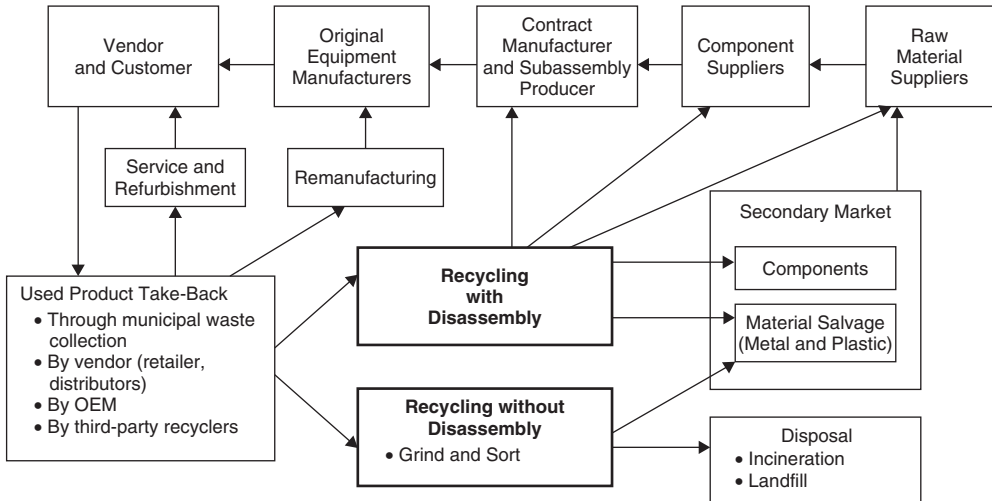 Vendor
and Customer
Original
Equipment
Manufacturers
Contract
Manufacturer
and Subassembly
Producer
Component
Suppliers
Raw
Material
Suppliers
Service and
Refurbishment
Remanufacturing
Secondary Market
Components
Material Salvage
(Metal and Plastic)
Used Product Take-Back
• Through municipal waste
collection
• By vendor (retailer,
distributors)
• By OEM
• By third-party recyclers
Recycling
with
Disassembly
Recycling without
Disassembly
• Grind and Sort
Disposal
• Incineration
• Landfill